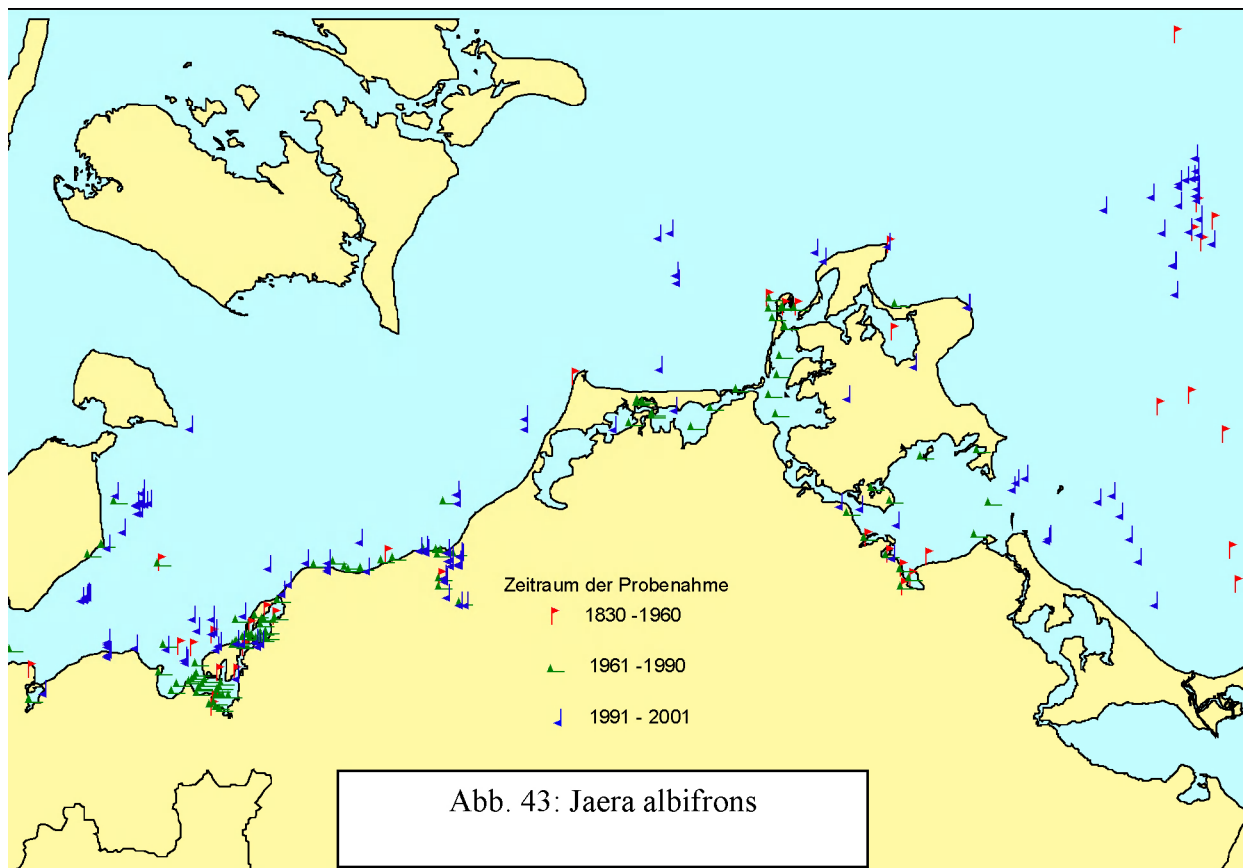 Zeitraum der Probenahme
1830 -1960
1961 -1990
1991 - 2001
Abb. 43: Jaera albifrons